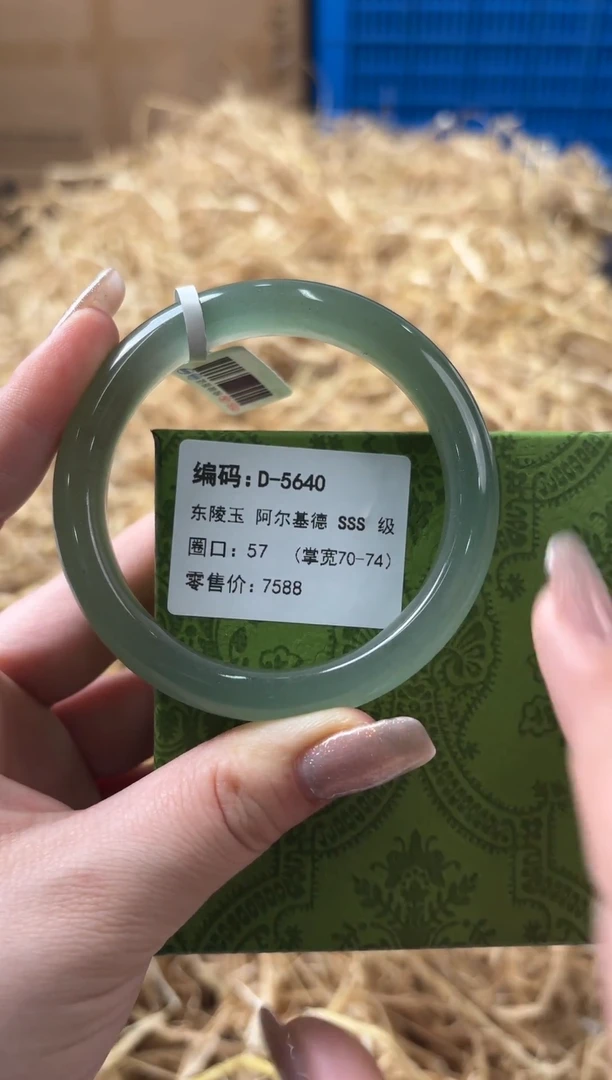 编码:D-5640
东陵玉 阿尔基德 SSS 级
圈口: 57 (掌宽70-74)
零售价: 7588